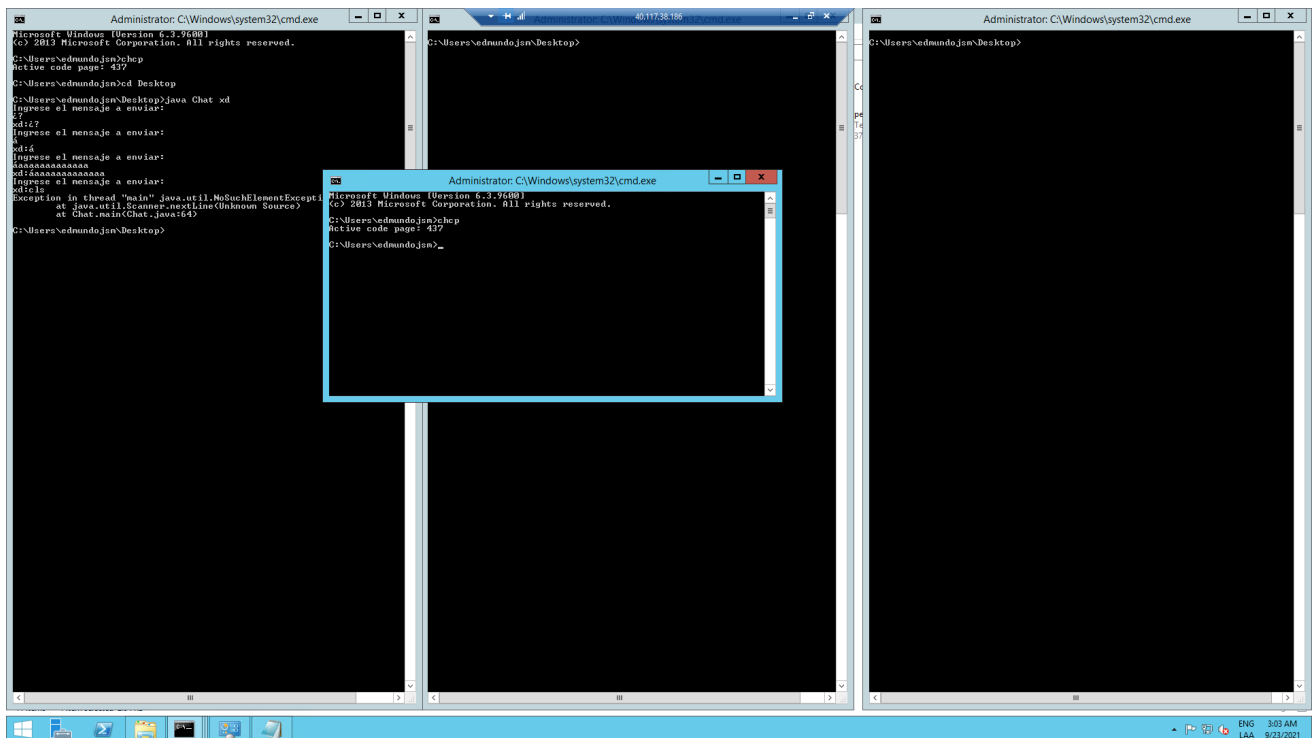 Administrator: C:\Windows\system32\cmd.exe
Microsoft Windows [Version 6.3.9600]
(c) 2013 Microsoft Corporation. All rights reserved.
C:\Users\edmundojsm>chcp
Active code page: 437
C:\Users\edmundojsm>cd Desktop
C:\Users\edmundojsm\Desktop>java Chat xd
Ingrese el mensaje a enviar:
¿?
xd:¿?
Ingrese el mensaje a enviar:
á
xd:á
Ingrese el mensaje a enviar:
áaaaaaaaaaaaa
xd:áaaaaaaaaaaaa
Ingrese el mensaje a enviar:
xd:cls
Exception in thread "main" java.util.NoSuchElementExcepti
at java.util.Scanner.nextLine(Unknown Source)
at Chat.main(Chat.java:64)
C:\Users\edmundojsm\Desktop>
Administrator: C:\Windows\system32\cmd.exe
40.117.38.186
C:\Users\edmundojsm\Desktop>
Administrator: C:\Windows\system32\cmd.exe
Microsoft Windows [Version 6.3.9600]
(c) 2013 Microsoft Corporation. All rights reserved.
C:\Users\edmundojsm>chcp
Active code page: 437
C:\Users\edmundojsm>_
Administrator: C:\Windows\system32\cmd.exe
C:\Users\edmundojsm\Desktop>
ENG 3:03 AM
LAA 9/23/2021